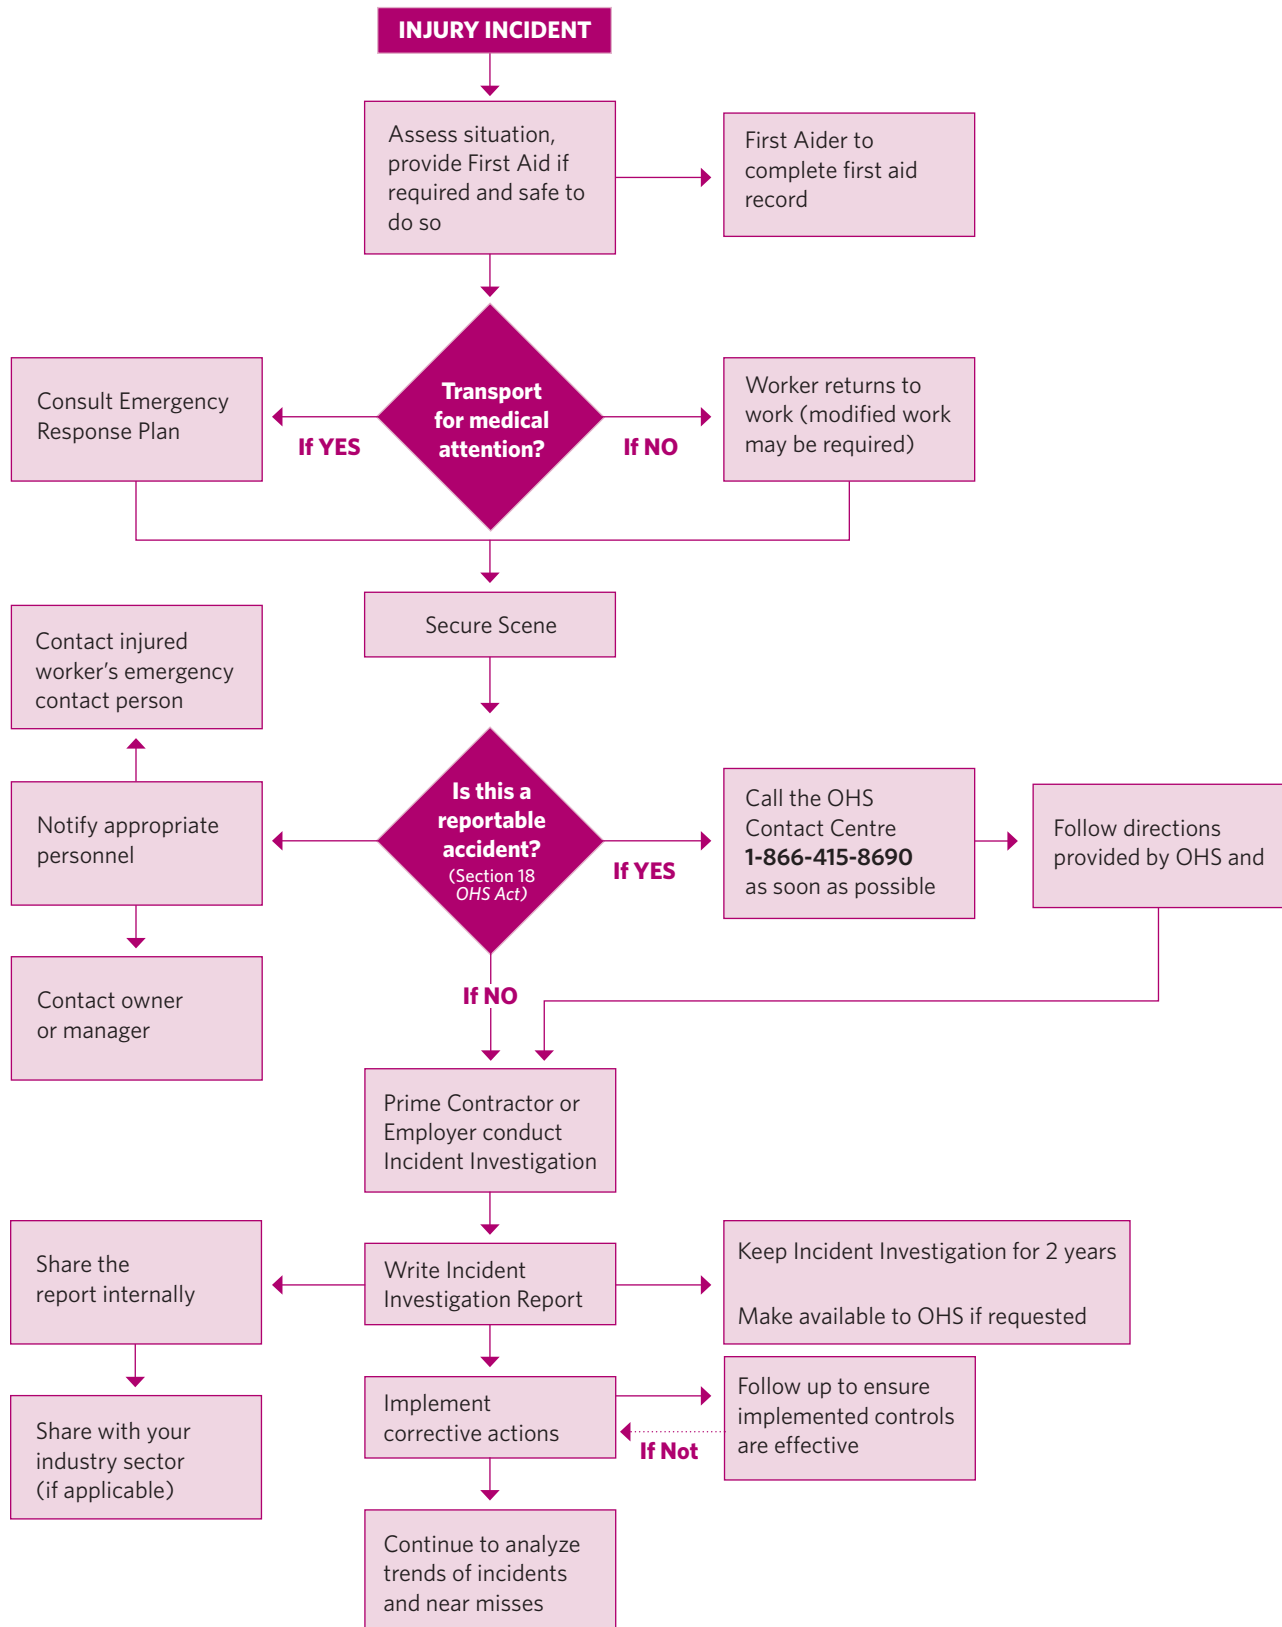 INJURY INCIDENT
Assess situation,
provide First Aid if
required and safe to
do so
First Aider to
complete first aid
record
Transport
for medical
attention?
If YES
If NO
Consult Emergency
Response Plan
Worker returns to
work (modified work
may be required)
Secure Scene
Contact injured
worker's emergency
contact person
Notify appropriate
personnel
Contact owner
or manager
Is this a
reportable
accident?
(Section 18
OHS Act)
If YES
Call the OHS
Contact Centre
1-866-415-8690
as soon as possible
Follow directions
provided by OHS and
If NO
Prime Contractor or
Employer conduct
Incident Investigation
Write Incident
Investigation Report
Share the
report internally
Share with your
industry sector
(if applicable)
Keep Incident Investigation for 2 years
Make available to OHS if requested
Implement
corrective actions
If Not
Follow up to ensure
implemented controls
are effective
Continue to analyze
trends of incidents
and near misses